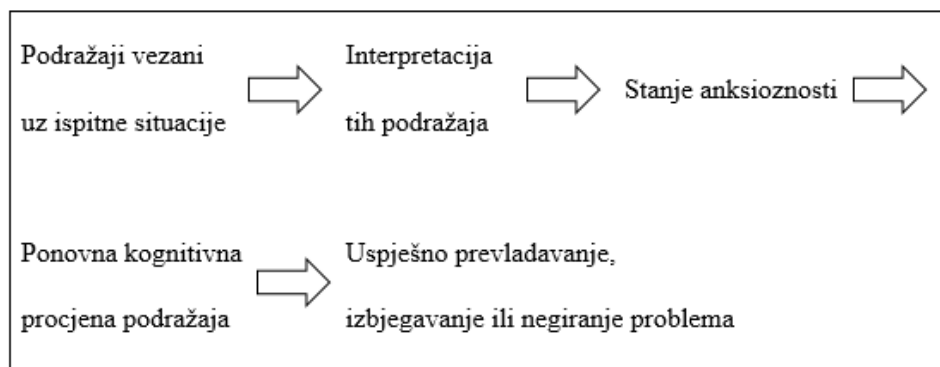 Podražaji vezani
uz ispitne situacije
Interpretacija
tih podražaja
Stanje anksioznosti
Ponovna kognitivna
procjena podražaja
Uspješno prevladavanje,
izbjegavanje ili negiranje problema